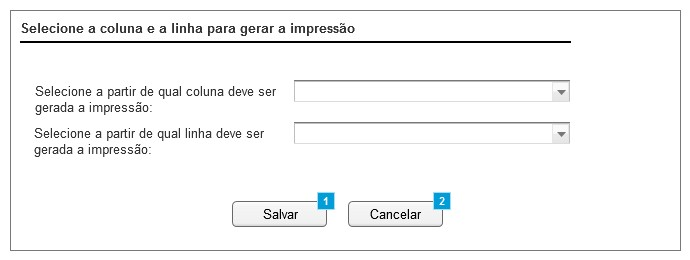 Selecione a coluna e a linha para gerar a impressão
Selecione a partir de qual coluna deve ser
gerada a impressão:
Selecione a partir de qual linha deve ser
gerada a impressão:
Salvar 1 Cancelar 2